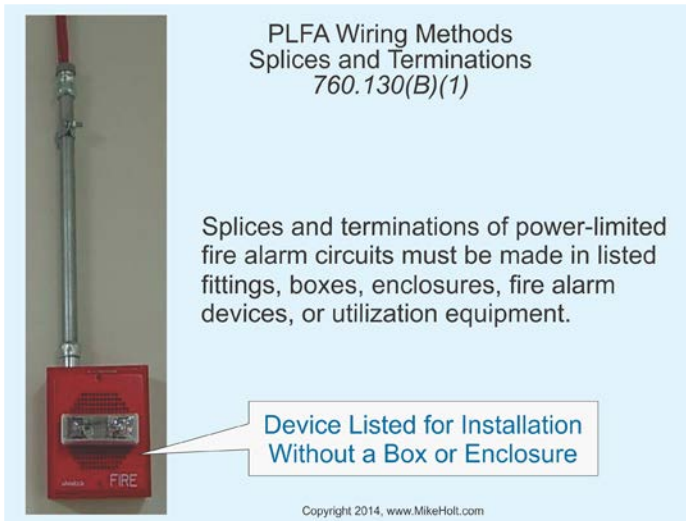 PLFA Wiring Methods
Splices and Terminations
760.130(B)(1)
Splices and terminations of power-limited
fire alarm circuits must be made in listed
fittings, boxes, enclosures, fire alarm
devices, or utilization equipment.
Device Listed for Installation
Without a Box or Enclosure
FIRE
Copyright 2014, www.MikeHolt.com